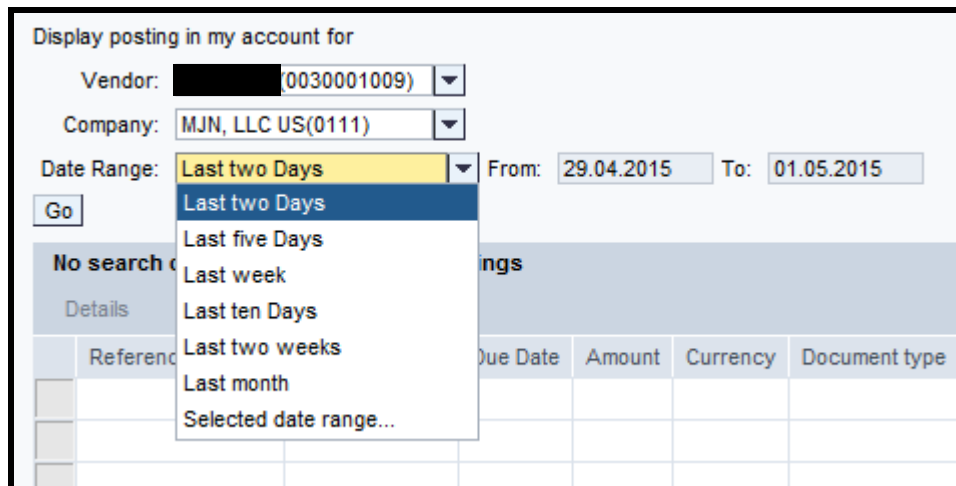 Display posting in my account for
Vendor: (0030001009)
Company: MJN, LLC US(0111)
Date Range: Last two Days From: 29.04.2015 To: 01.05.2015
Go
Last two Days
Last five Days
No search ings
Last week
Details
Last ten Days
Last two weeks
Due Date Amount Currency Document type
Last month
Selected date range...